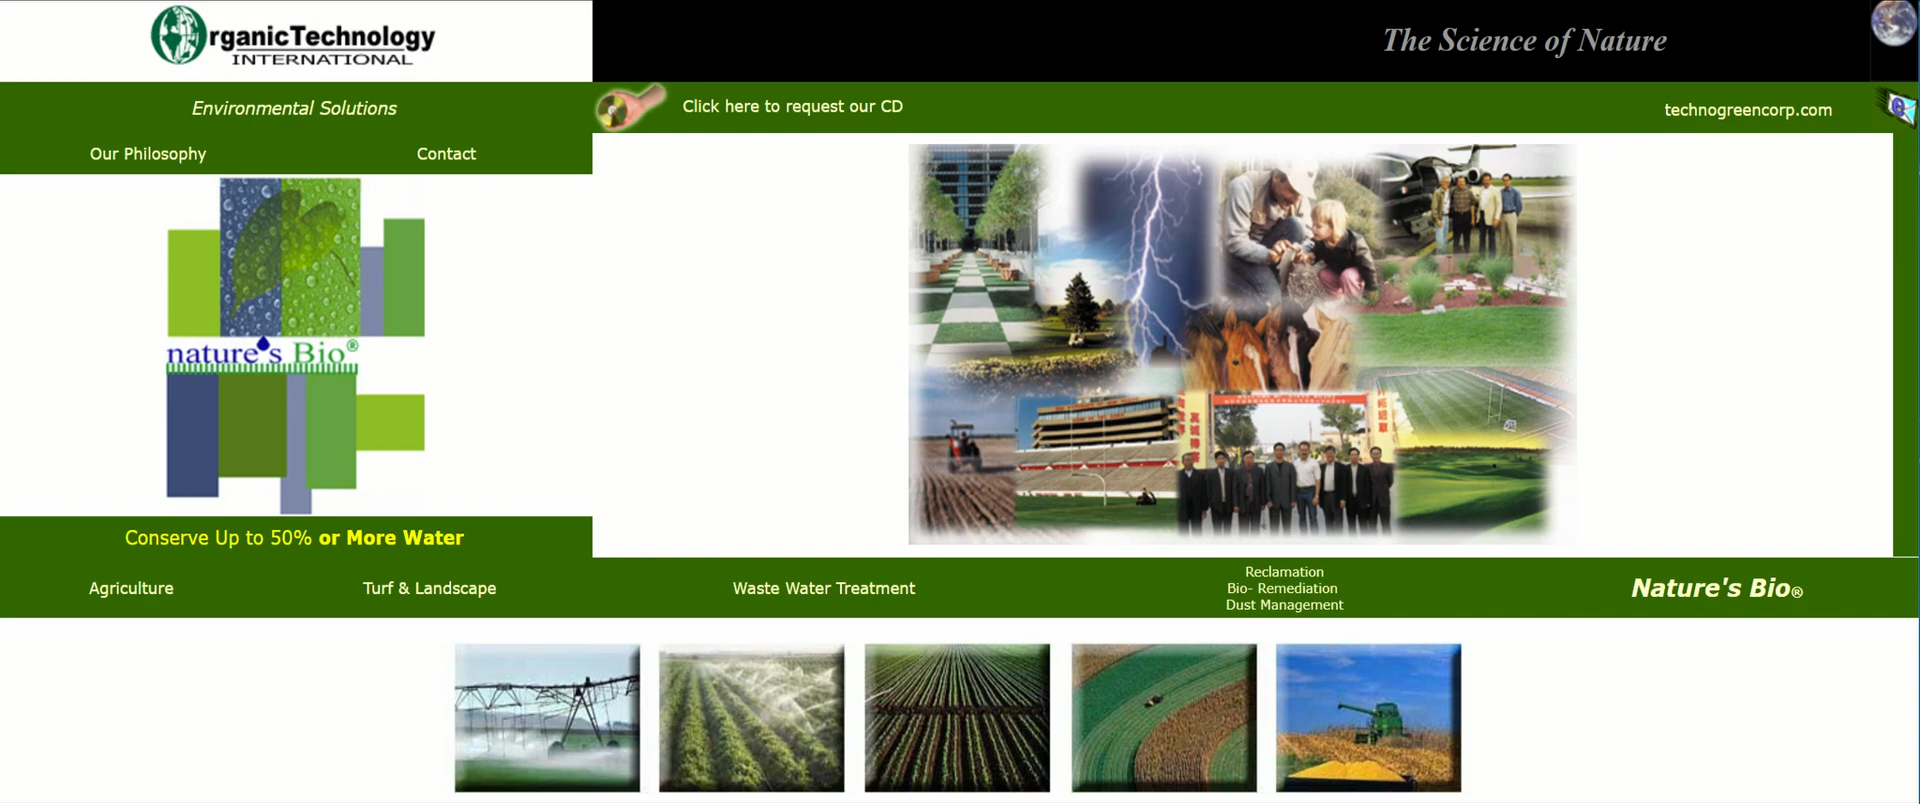 OrganicTechnology
INTERNATIONAL
The Science of Nature
Environmental Solutions
Click here to request our CD
technogreencorp.com
Our Philosophy
Contact
nature's Bio®
Conserve Up to 50% or More Water
Agriculture
Turf & Landscape
Waste Water Treatment
Reclamation
Bio- Remediation
Dust Management
Nature's Bio®